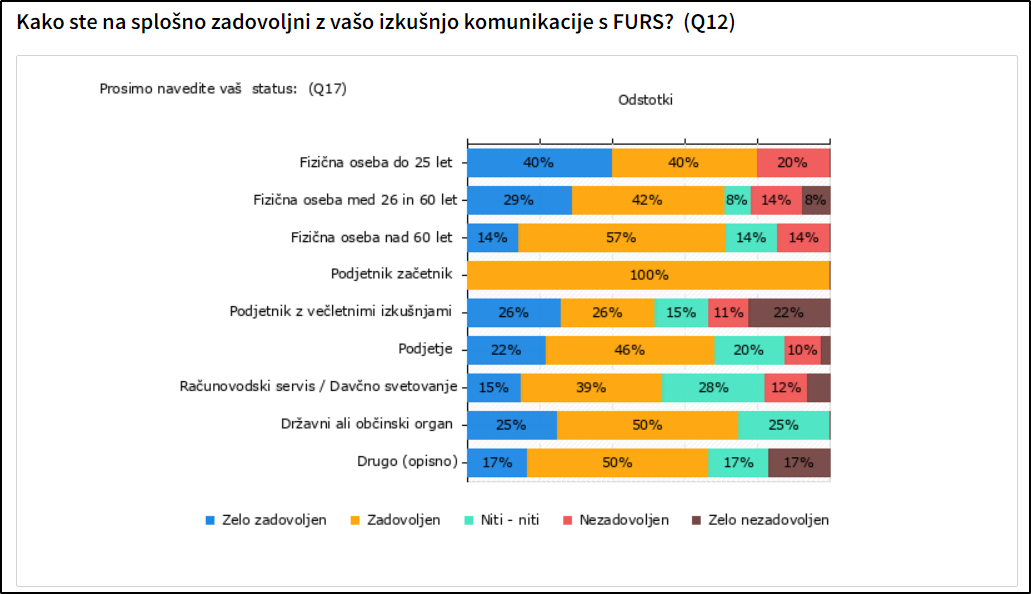 Kako ste na splošno zadovoljni z vašo izkušnjo komunikacije s FURS? (Q12)
Prosimo navedite vaš status: (Q17)
Odstotki
Fizična oseba do 25 let 40% 40% 20%
Fizična oseba med 26 in 60 let 29% 42% 8% 14% 8%
Fizična oseba nad 60 let 14% 57% 14% 14%
Podjetnik začetnik 100%
Podjetnik z večletnimi izkušnjami 26% 26% 15% 11% 22%
Podjetje 22% 46% 20% 10%
Računovodski servis / Davčno svetovanje 15% 39% 28% 12%
Državni ali občinski organ 25% 50% 25%
Drugo (opisno) 17% 50% 17% 17%
Zelo zadovoljen Zadovoljen Niti - niti Nezadovoljen Zelo nezadovoljen